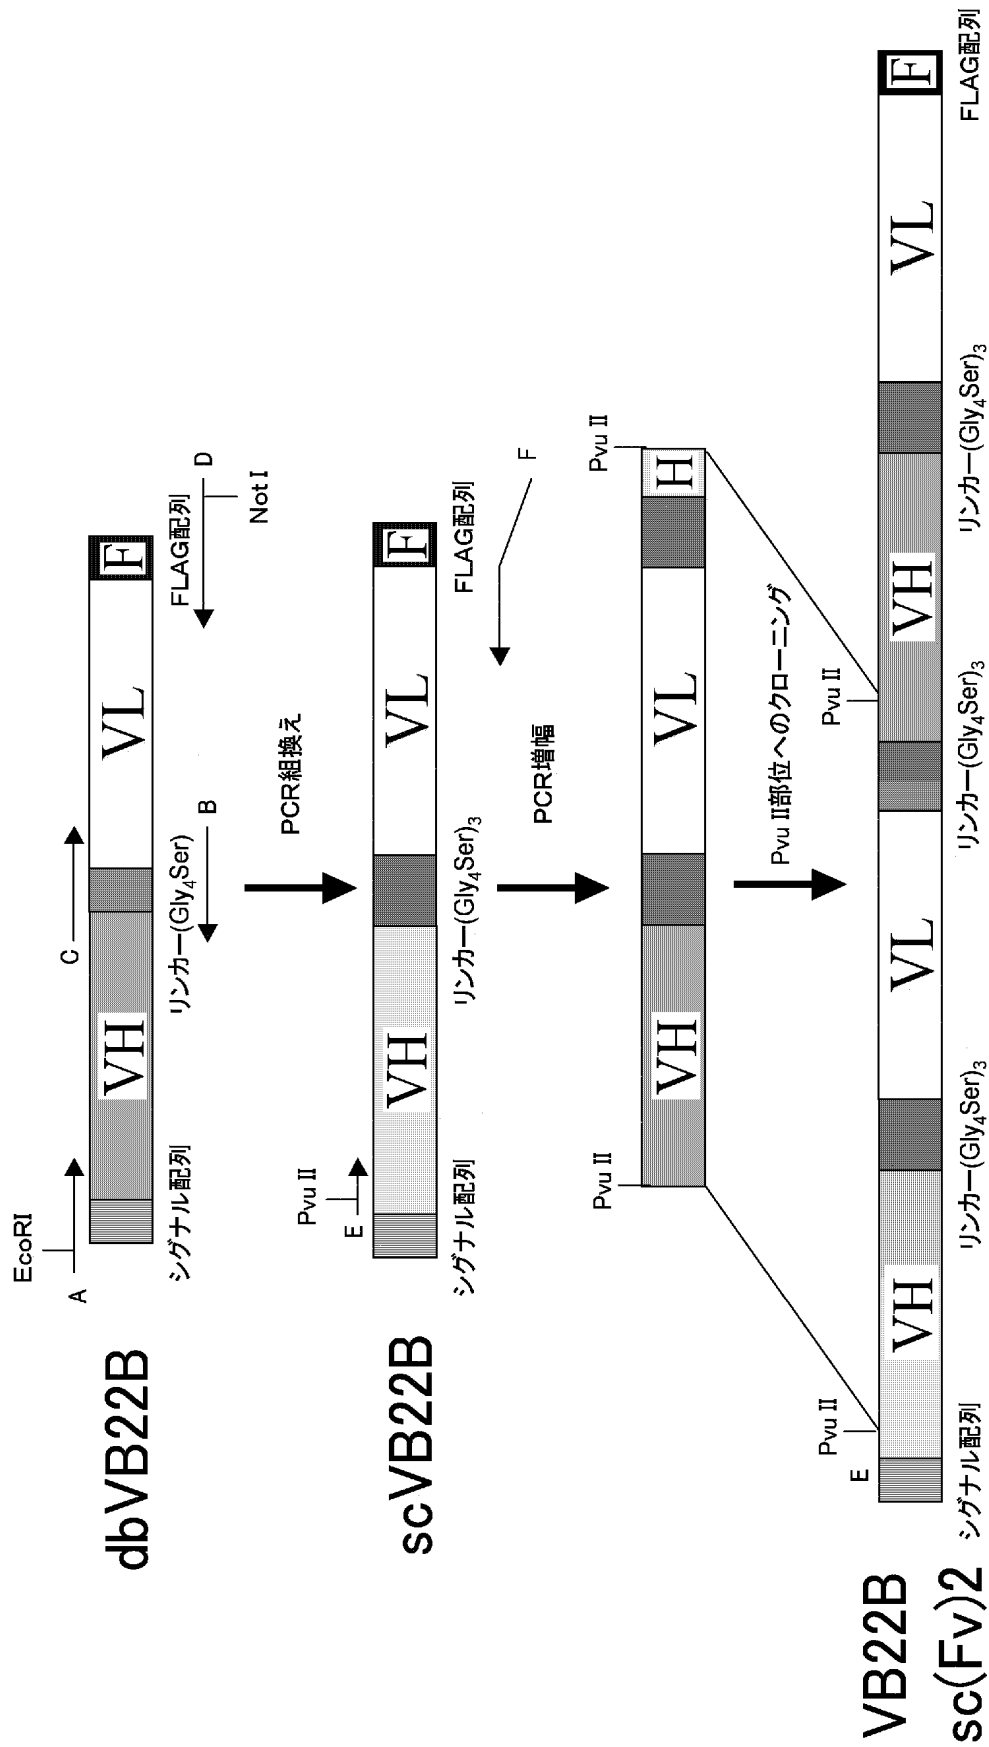 EcoRI
A
C
dbVB22B
VH
VL
F
シグナル配列
リンカー(Gly4Ser)
FLAG配列
B
D
Not I
PCR組換え
Pvu II
E
scVB22B
VH
VL
F
シグナル配列
リンカー(Gly4Ser)3
FLAG配列
F
PCR増幅
Pvu II
Pvu II
VH
VL
H
Pvu II部位へのクローニング
Pvu II
Pvu II
E
VB22B
sc(Fv)2
VH
VL
VH
VL
F
シグナル配列
リンカー(Gly4Ser)3
リンカー(Gly4Ser)3
リンカー(Gly4Ser)3
FLAG配列